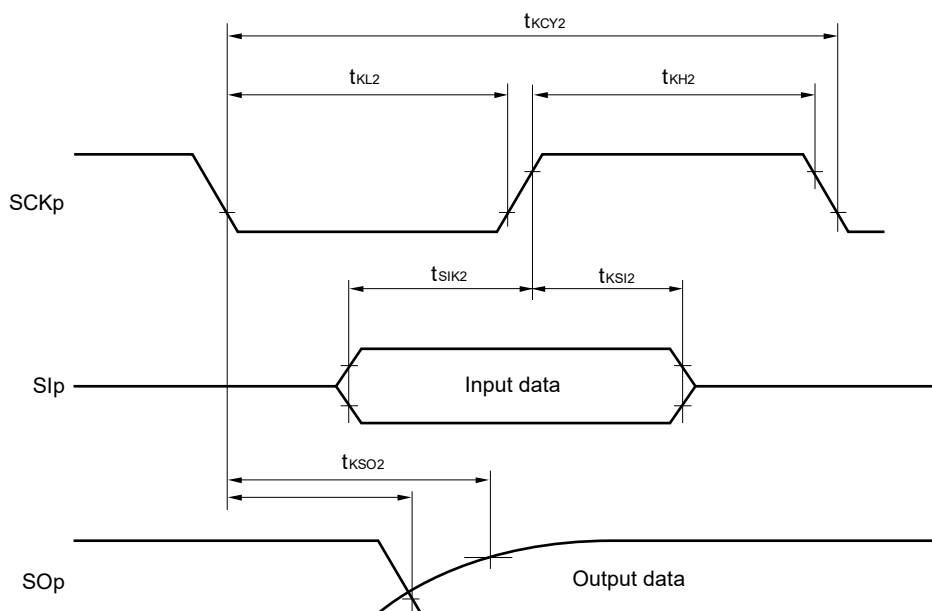 tKCY2
tKL2
tKH2
SCKp
tSIK2
tKSI2
SIp
Input data
tKSO2
SOp
Output data